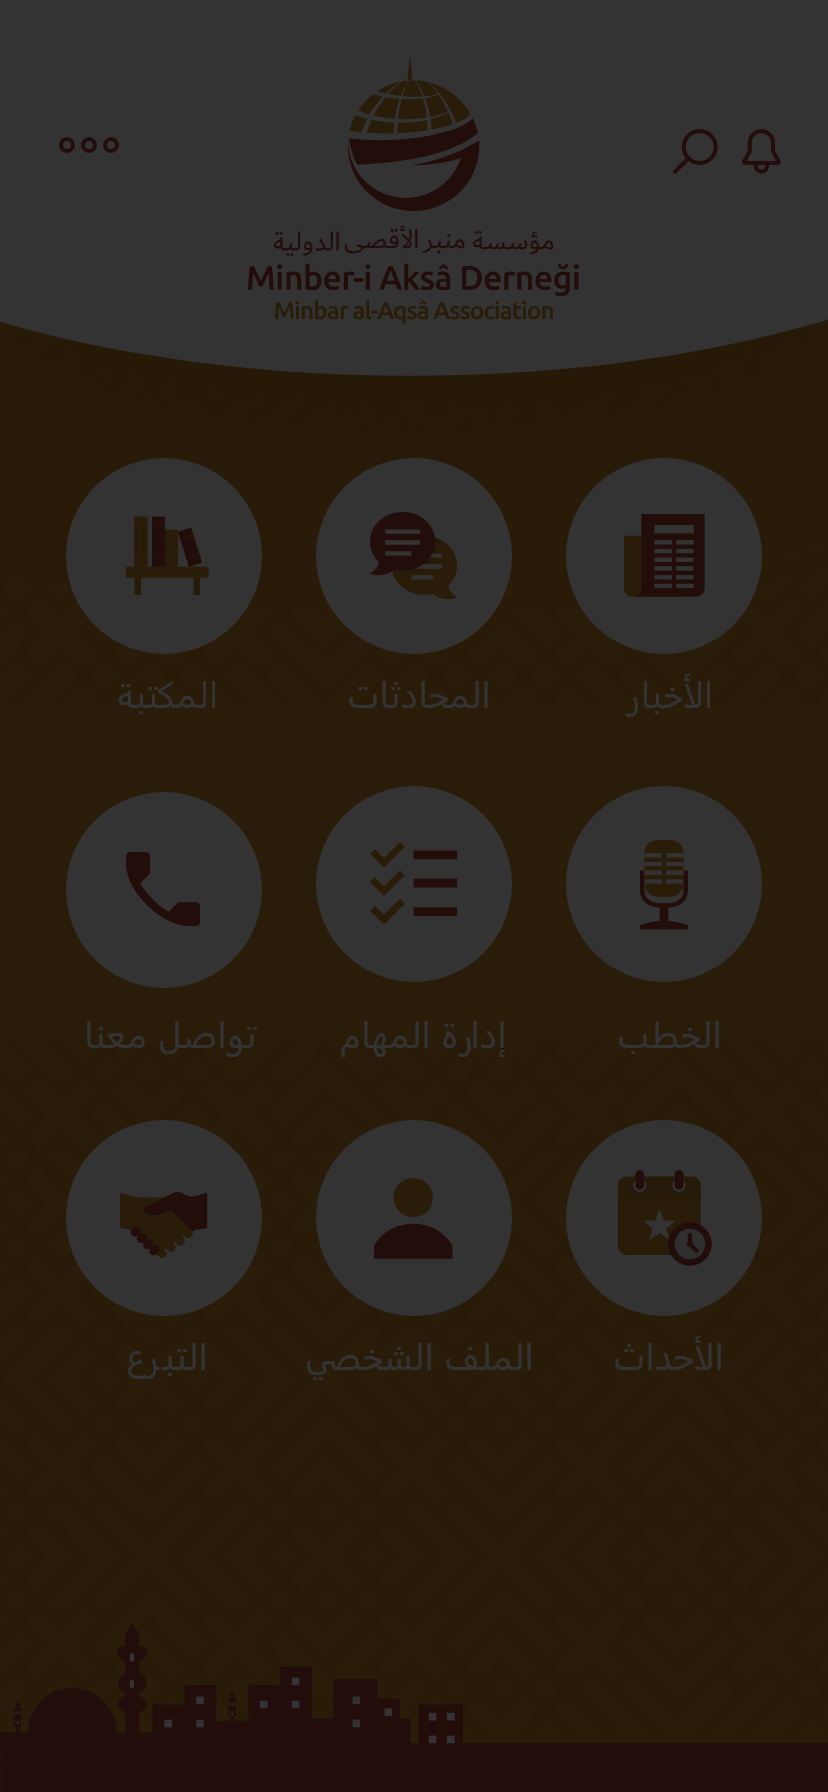 مؤسسة منبر الأقصى الدولية
Minber-i Aksâ Derneği
Minbar al-Aqsâ Association
الأخبار
المحادثات
المكتبة
الخطب
إدارة المهام
تواصل معنا
الأحداث
الملف الشخصي
التبرع